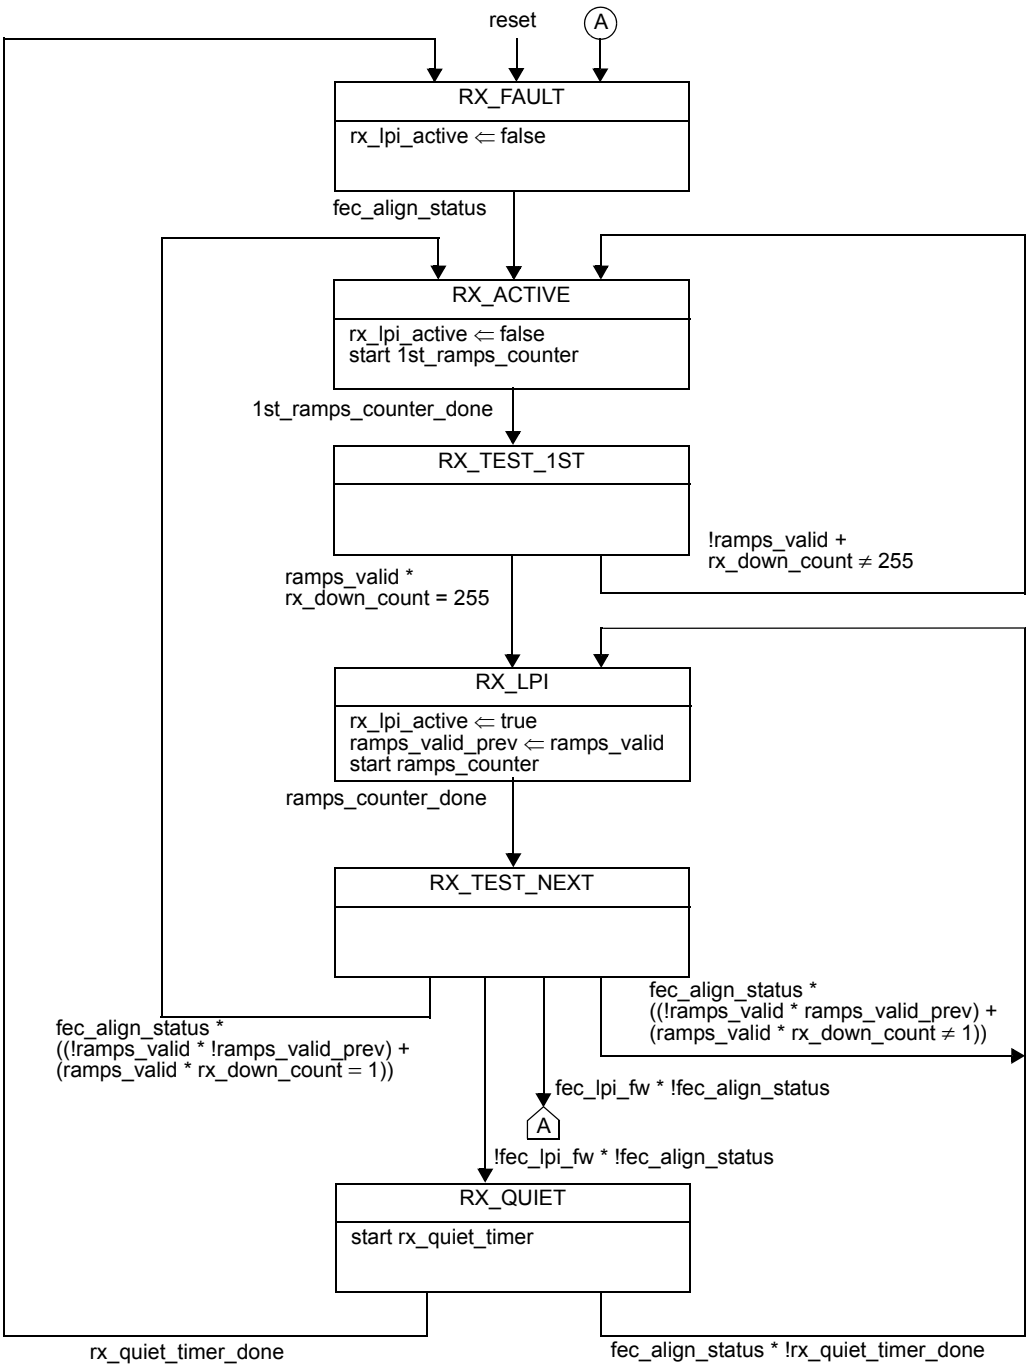 reset
A
RX_FAULT
rx_lpi_active ⇐ false
fec_align_status
RX_ACTIVE
rx_lpi_active ⇐ false
start 1st_ramps_counter
1st_ramps_counter_done
RX_TEST_1ST
!ramps_valid +
rx_down_count ≠ 255
ramps_valid *
rx_down_count = 255
RX_LPI
rx_lpi_active ⇐ true
ramps_valid_prev ⇐ ramps_valid
start ramps_counter
ramps_counter_done
RX_TEST_NEXT
fec_align_status *
((!ramps_valid * ramps_valid_prev) +
(ramps_valid * rx_down_count ≠ 1))
fec_align_status *
((!ramps_valid * !ramps_valid_prev) +
(ramps_valid * rx_down_count = 1))
fec_lpi_fw * !fec_align_status
A
!fec_lpi_fw * !fec_align_status
RX_QUIET
start rx_quiet_timer
rx_quiet_timer_done
fec_align_status * !rx_quiet_timer_done